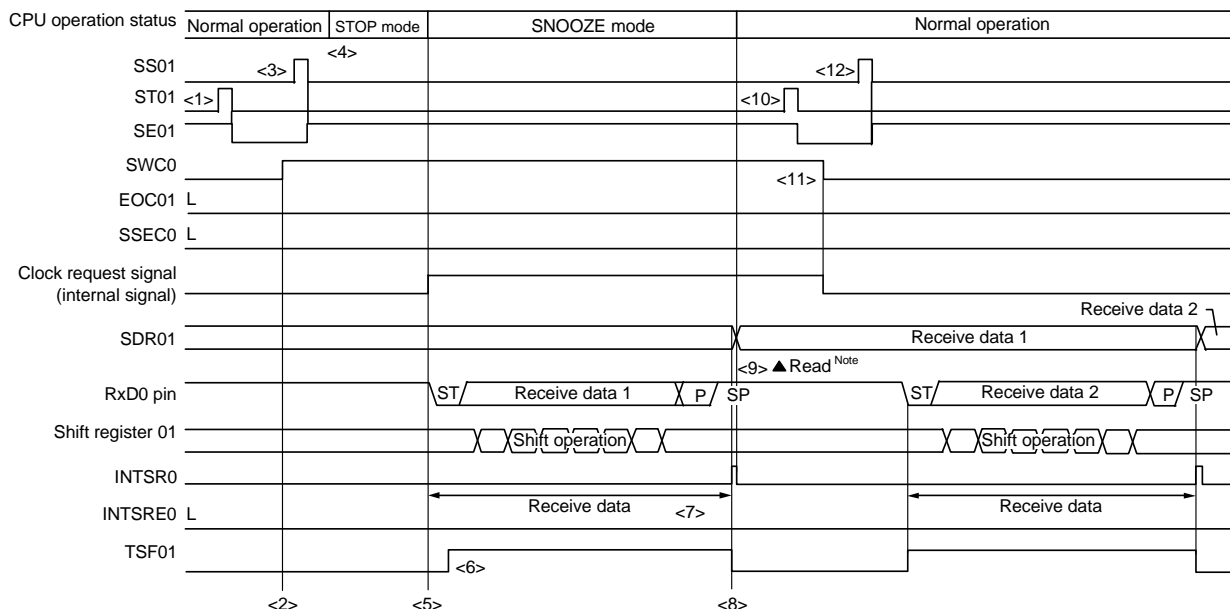 CPU operation status Normal operation STOP mode SNOOZE mode Normal operation
<4>
SS01 <3> <12>
ST01 <1> <10>
SE01
SWC0 <11>
EOC01 L
SSEC0 L
Clock request signal
(internal signal)
Receive data 2
SDR01 Receive data 1
<9> ▲ Read Note
RxD0 pin ST Receive data 1 P SP ST Receive data 2 P SP
Shift register 01 Shift operation Shift operation
INTSR0
Receive data <7> Receive data
INTSRE0 L
TSF01 <6>
<2> <5> <8>